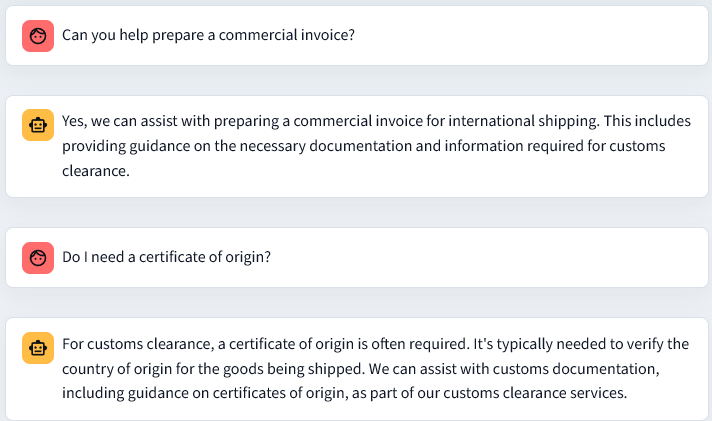 Can you help prepare a commercial invoice?
Yes, we can assist with preparing a commercial invoice for international shipping. This includes
providing guidance on the necessary documentation and information required for customs
clearance.
Do I need a certificate of origin?
For customs clearance, a certificate of origin is often required. It's typically needed to verify the
country of origin for the goods being shipped. We can assist with customs documentation,
including guidance on certificates of origin, as part of our customs clearance services.